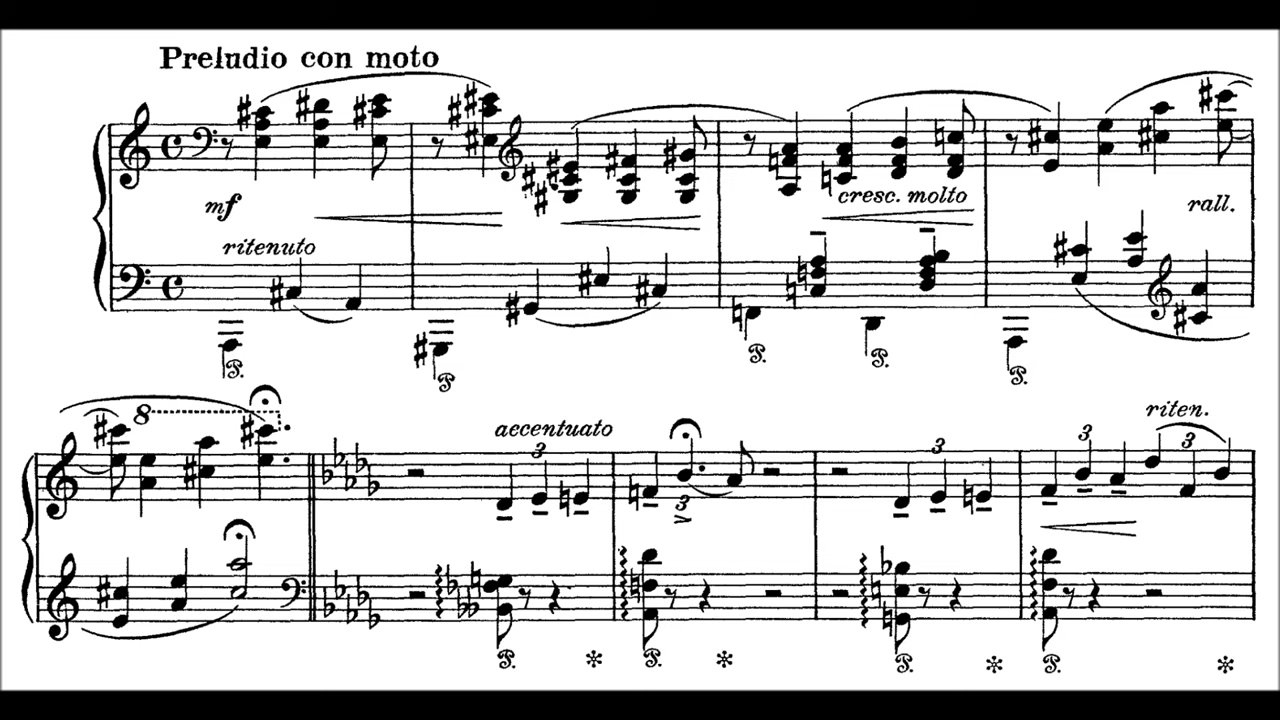 Preludio con moto
mf
cresc. molto
rall.
ritenuto
8
riten.
accentuato
3
3
3
3
3